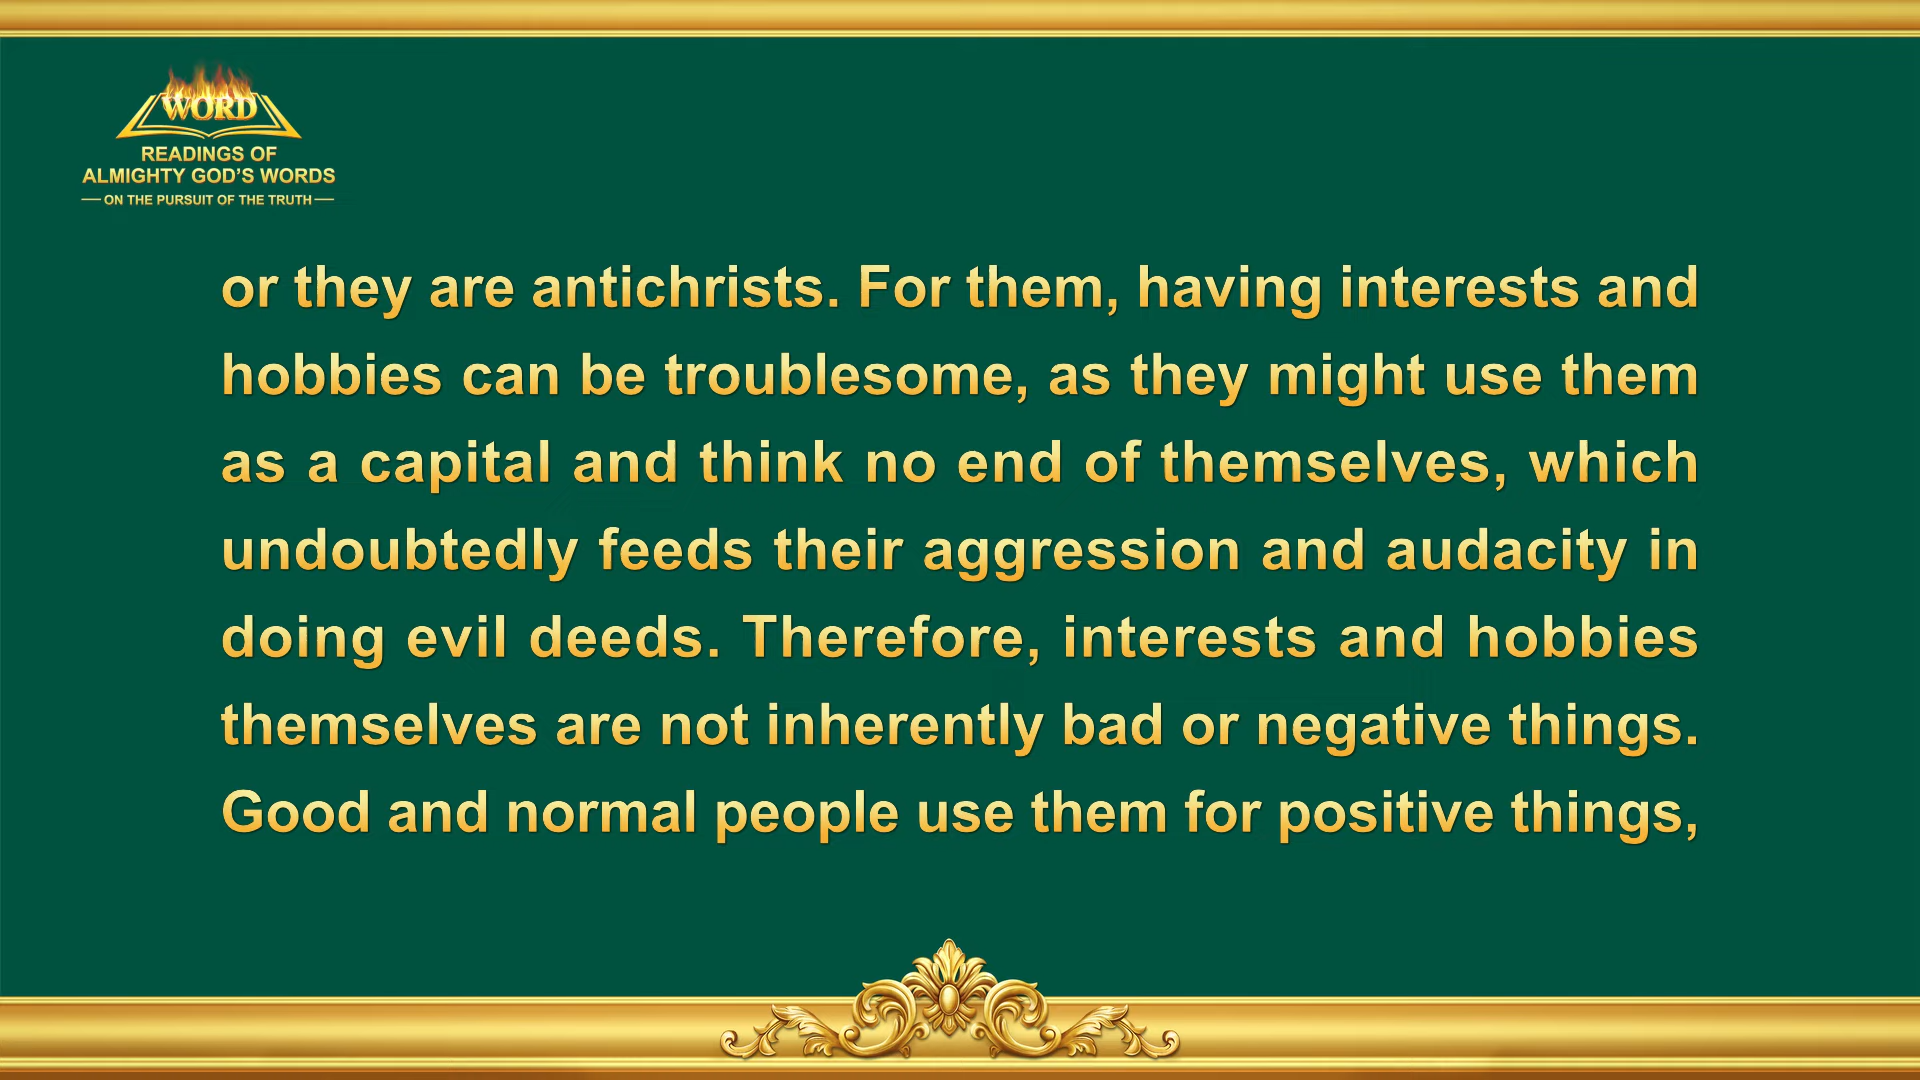 WORD
READINGS OF
ALMIGHTY GOD'S WORDS
— ON THE PURSUIT OF THE TRUTH —
or they are antichrists. For them, having interests and
hobbies can be troublesome, as they might use them
as a capital and think no end of themselves, which
undoubtedly feeds their aggression and audacity in
doing evil deeds. Therefore, interests and hobbies
themselves are not inherently bad or negative things.
Good and normal people use them for positive things,